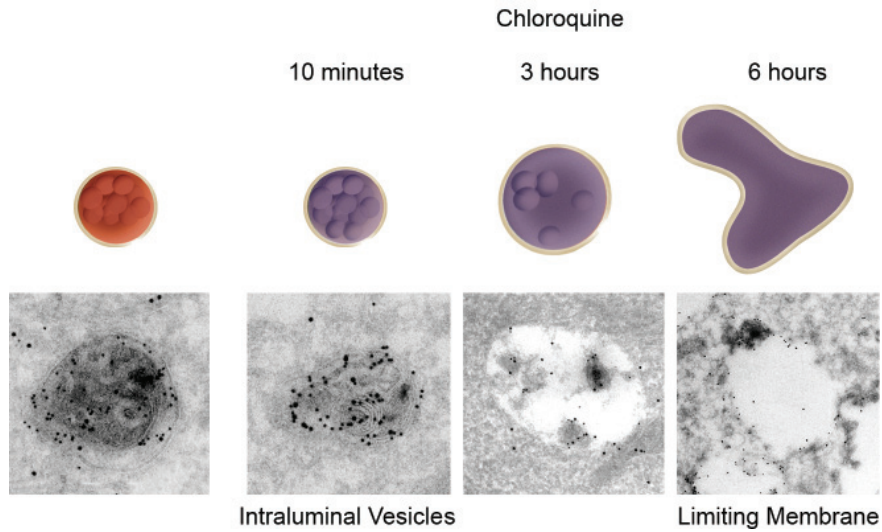 Chloroquine
10 minutes
3 hours
6 hours
Intraluminal Vesicles
Limiting Membrane